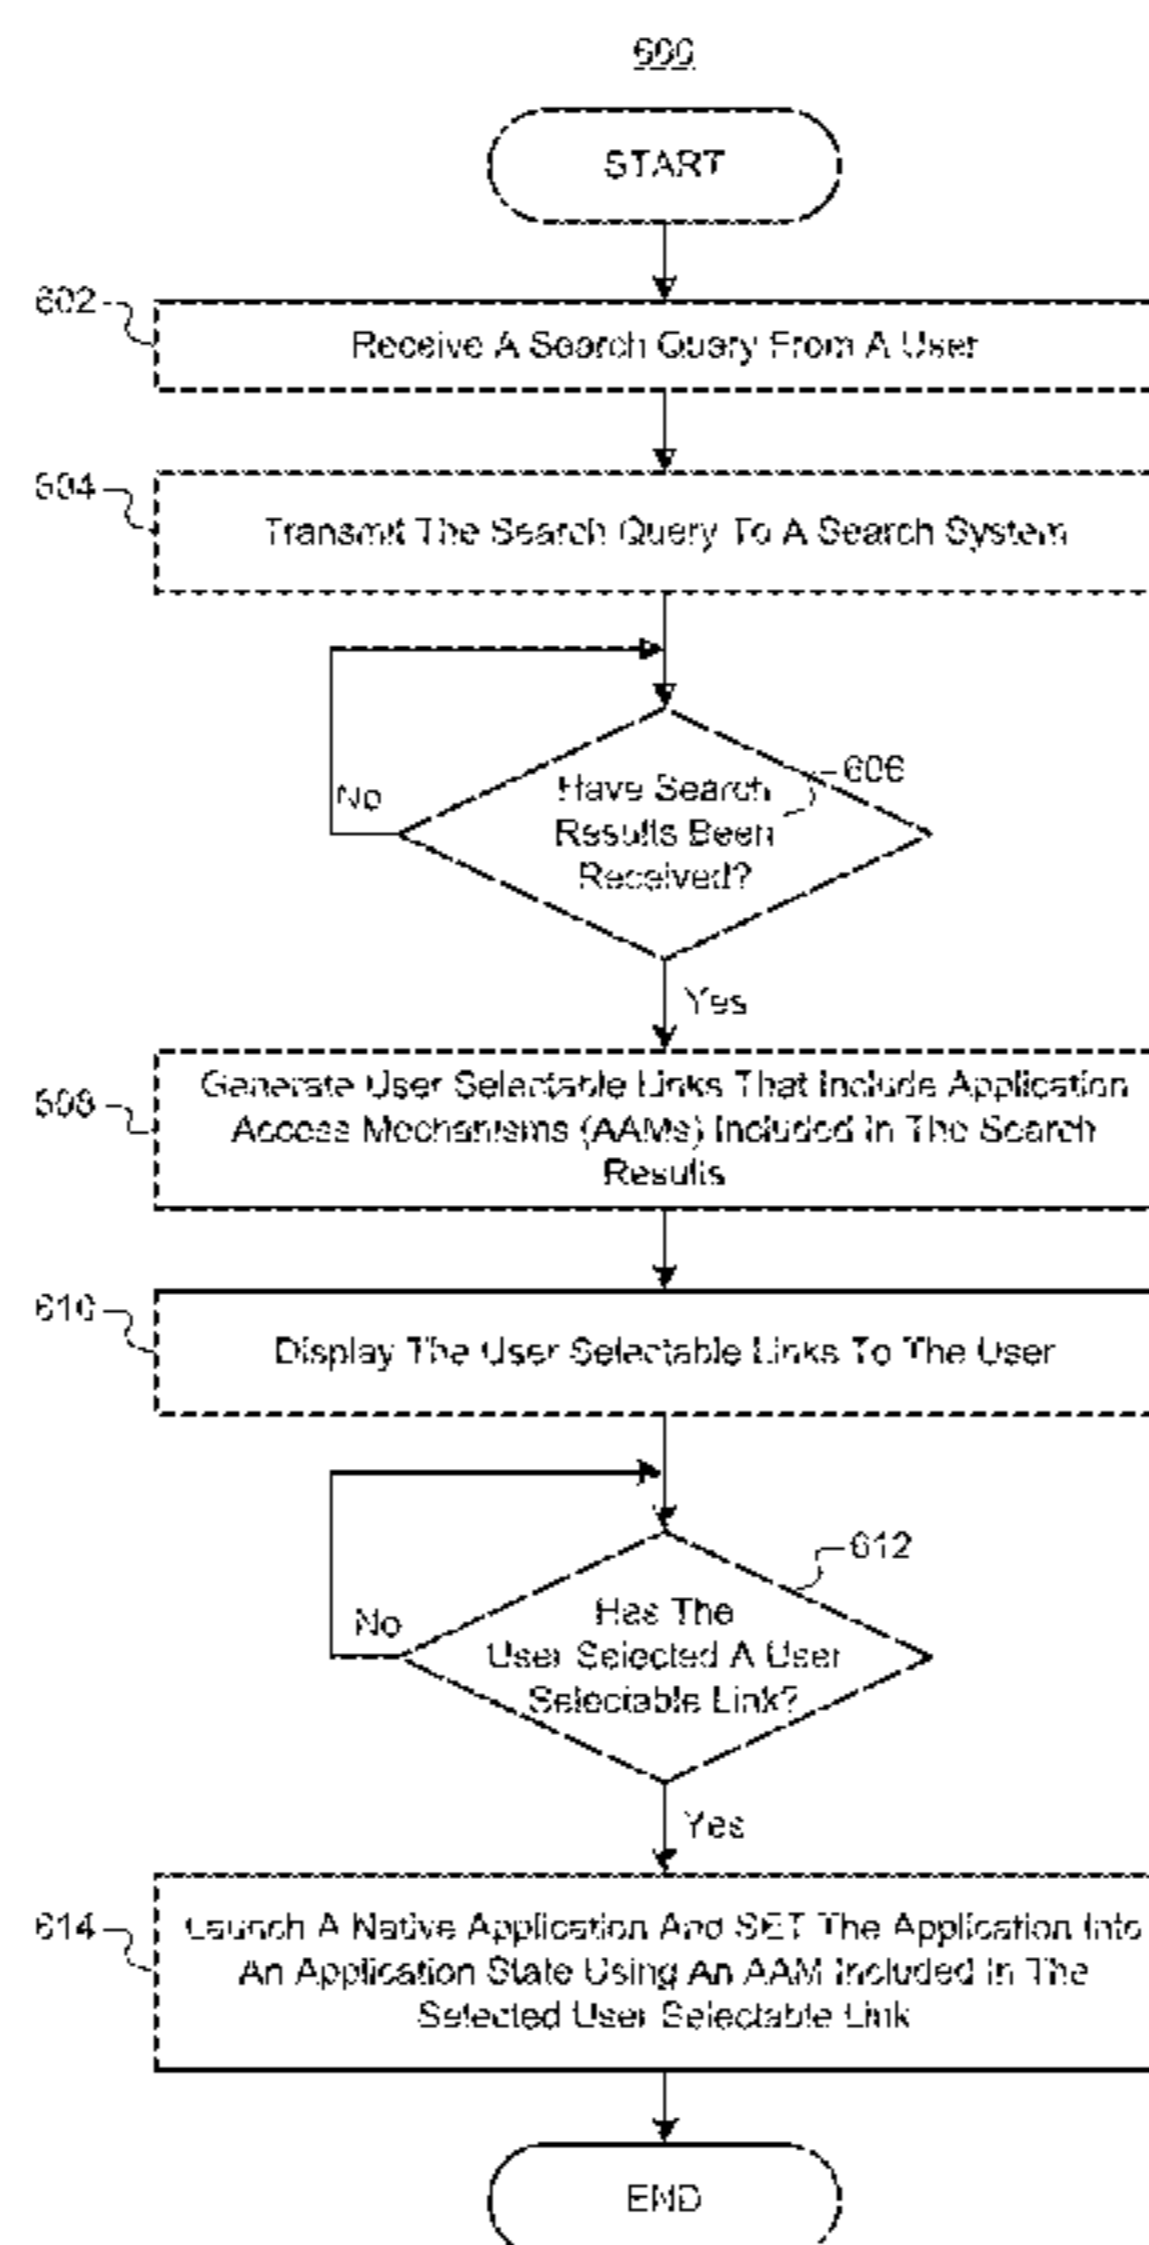 600
START
602
Receive A Search Query From A User
604
Transmit The Search Query To A Search System
606
Have Search
Results Been
Received?
No
Yes
608
Generate User Selectable Links That Include Application
Access Mechanisms (AAMs) Included In The Search
Results
610
Display The User Selectable Links To The User
612
Has The
User Selected A User
Selectable Link?
No
Yes
614
Launch A Native Application And SET The Application Into
An Application State Using An AAM Included In The
Selected User Selectable Link
END